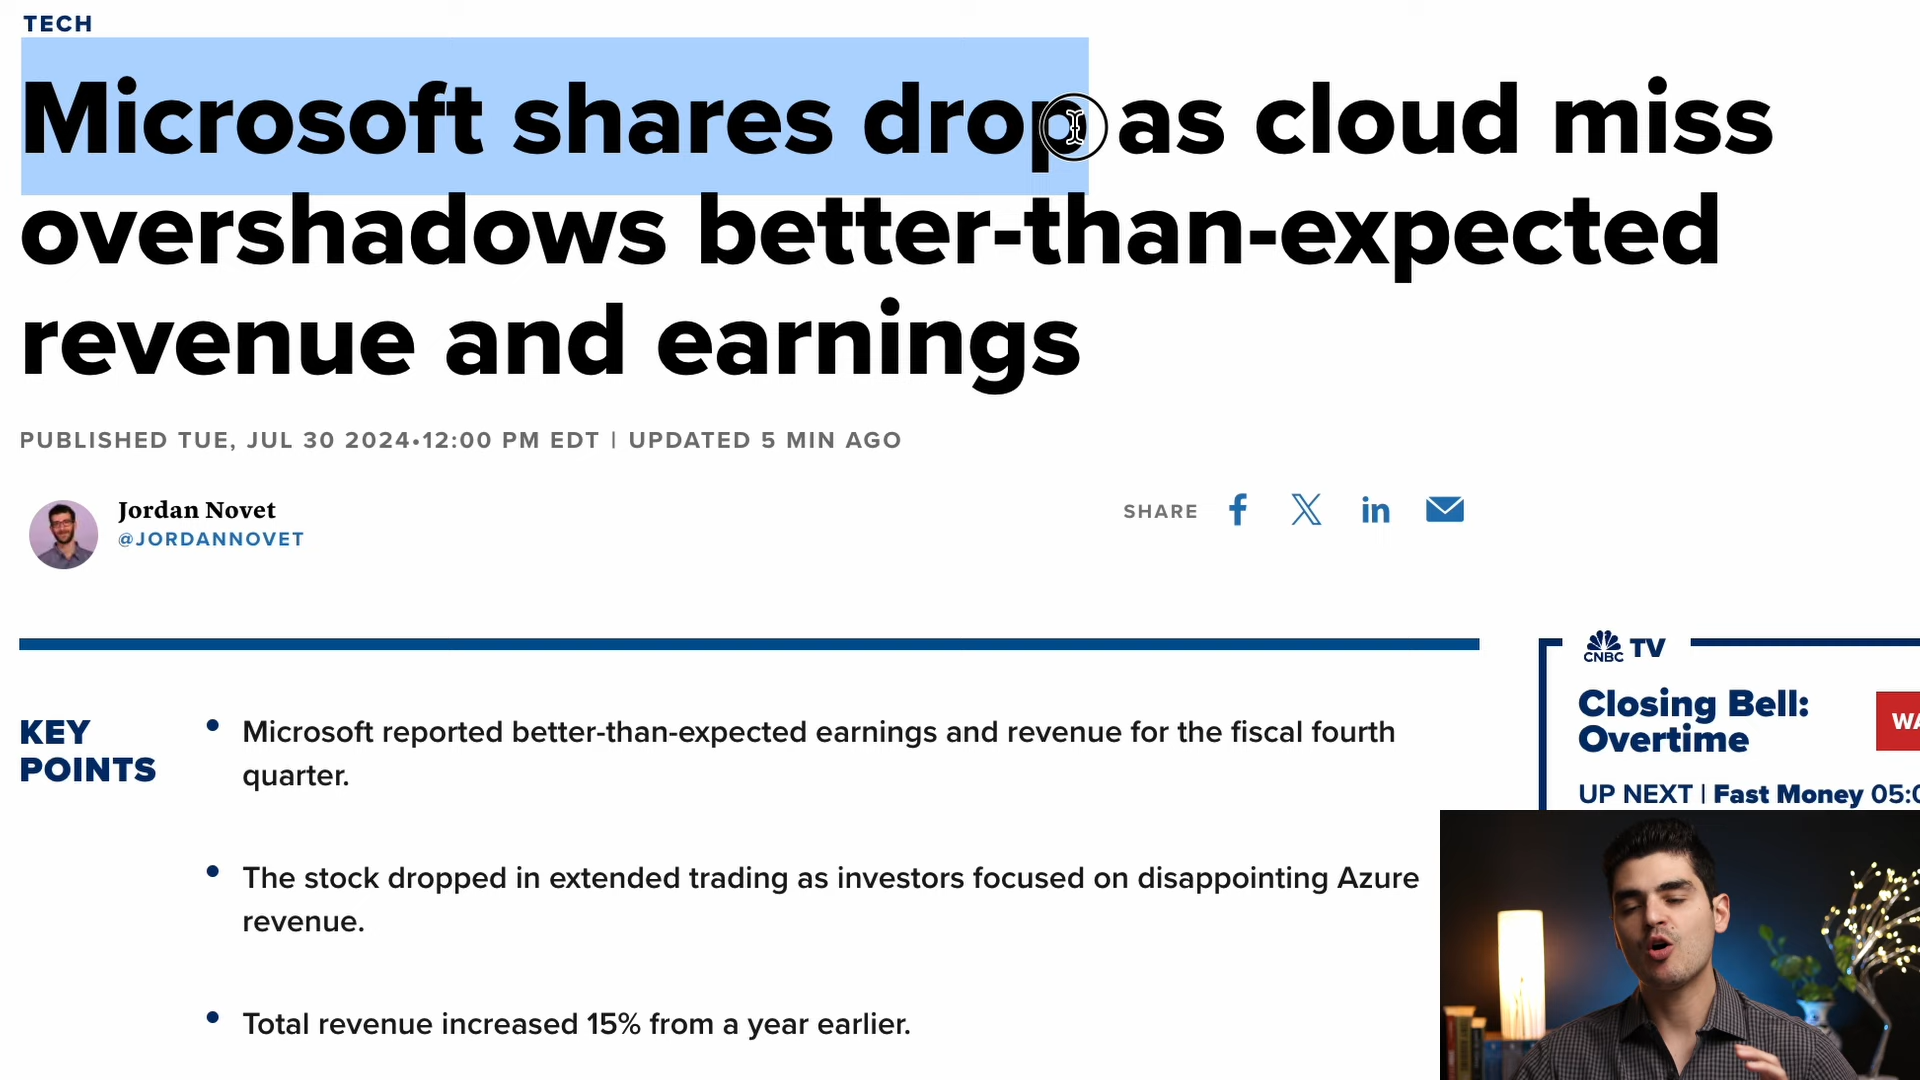 TECH
Microsoft shares drop as cloud miss
overshadows better-than-expected
revenue and earnings
PUBLISHED TUE, JUL 30 2024•12:00 PM EDT | UPDATED 5 MIN AGO
Jordan Novet
@JORDANNOVET
SHARE
KEY
POINTS
• Microsoft reported better-than-expected earnings and revenue for the fiscal fourth
quarter.
• The stock dropped in extended trading as investors focused on disappointing Azure
revenue.
• Total revenue increased 15% from a year earlier.
CNBC TV
Closing Bell:
Overtime
WA
UP NEXT | Fast Money 05:0